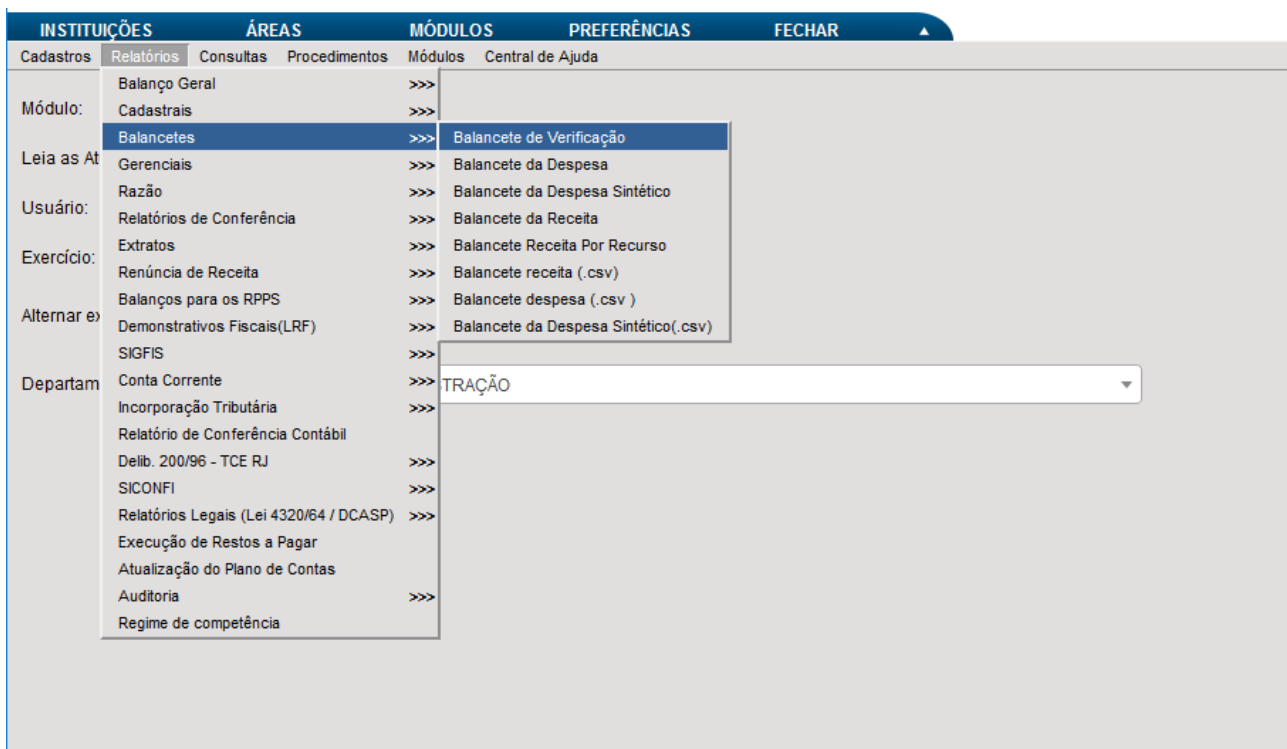 INSTITUIÇÕES ÁREAS MÓDULOS PREFERÊNCIAS FECHAR ▲
Cadastros Relatórios Consultas Procedimentos Módulos Central de Ajuda
Módulo:
Leia as At
Usuário:
Exercício:
Alternar ex
Departam
Balanço Geral >>>
Cadastrais >>>
Balancetes >>>
Gerenciais >>>
Razão >>>
Relatórios de Conferência >>>
Extratos >>>
Renúncia de Receita >>>
Balanços para os RPPS >>>
Demonstrativos Fiscais(LRF) >>>
SIGFIS >>>
Conta Corrente >>>
Incorporação Tributária >>>
Relatório de Conferência Contábil
Delib. 200/96 - TCE RJ >>>
SICONFI >>>
Relatórios Legais (Lei 4320/64 / DCASP) >>>
Execução de Restos a Pagar
Atualização do Plano de Contas
Auditoria >>>
Regime de competência
Balancete de Verificação
Balancete da Despesa
Balancete da Despesa Sintético
Balancete da Receita
Balancete Receita Por Recurso
Balancete receita (.csv)
Balancete despesa (.csv )
Balancete da Despesa Sintético(.csv)
TRAÇÃO